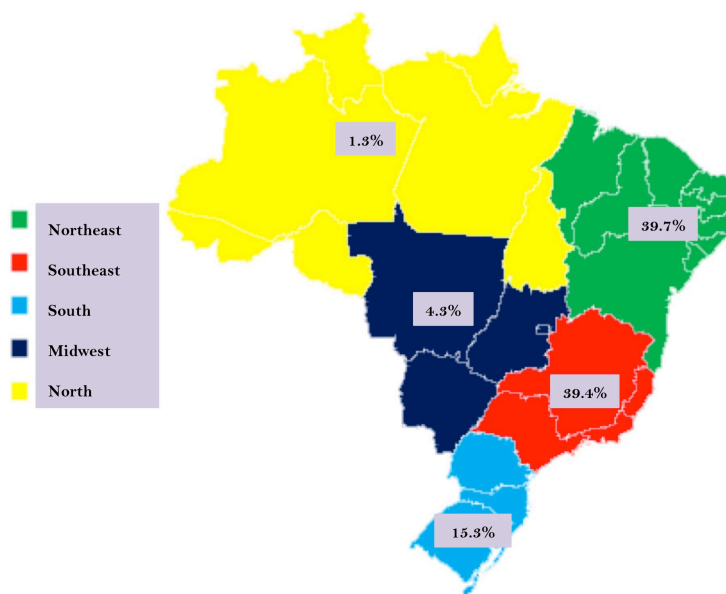 Northeast
Southeast
South
Midwest
North
1.3%
39.7%
4.3%
39.4%
15.3%